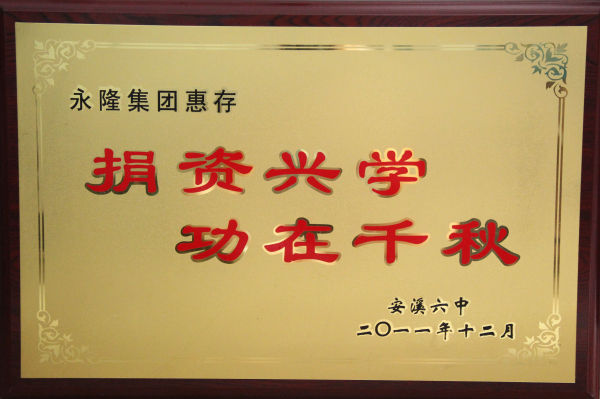 永隆集团惠存
捐资兴学
功在千秋
安溪六中
二〇一一年十二月